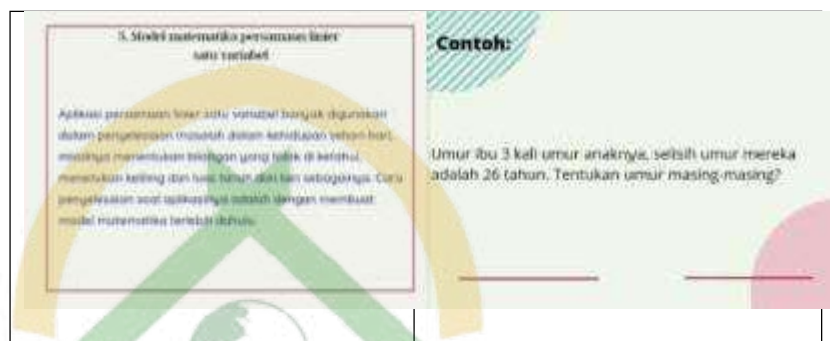 5. Model matematika persamaan linier
satu variabel
Aplikasi persamaan linier satu variabel banyak digunakan
dalam penyelesaian masalah dalam kehidupan sehari-hari,
misalnya menentukan bilangan yang tidak di ketahui,
menentukan keliling dan luas tanah dan lain sebagainya. Cara
penyelesaian soal aplikasinya adalah dengan membuat
model matematika terlebih dahulu.
Contoh:
Umur ibu 3 kali umur anaknya, selisih umur mereka
adalah 26 tahun. Tentukan umur masing-masing?